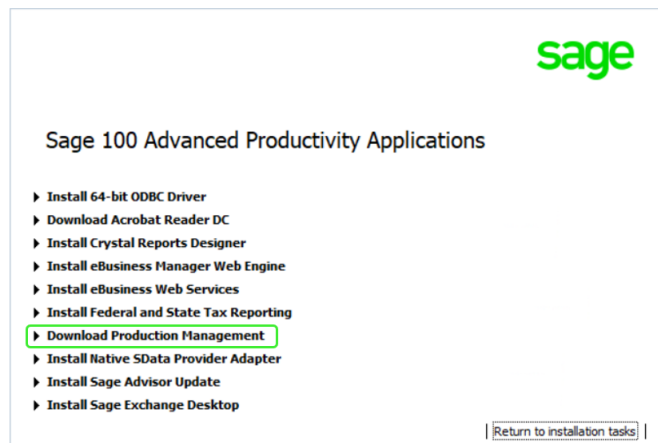 sage
Sage 100 Advanced Productivity Applications
Install 64-bit ODBC Driver
Download Acrobat Reader DC
Install Crystal Reports Designer
Install eBusiness Manager Web Engine
Install eBusiness Web Services
Install Federal and State Tax Reporting
Download Production Management
Install Native SData Provider Adapter
Install Sage Advisor Update
Install Sage Exchange Desktop
Return to installation tasks